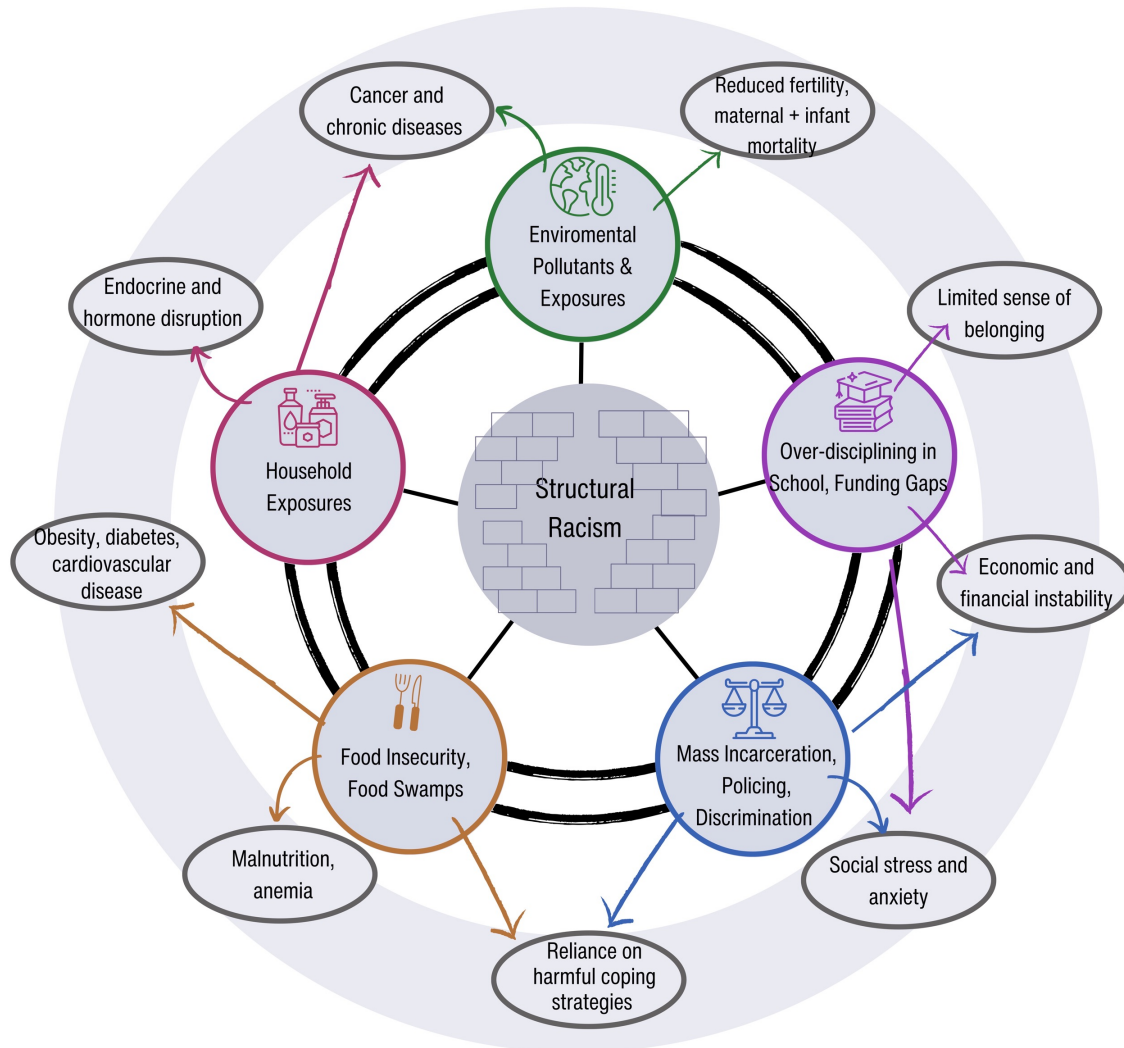 Cancer and
chronic diseases
Reduced fertility,
maternal + infant
mortality
Enviromental
Pollutants &
Exposures
Endocrine and
hormone disruption
Limited sense of
belonging
Household
Exposures
Over-disciplining in
School, Funding Gaps
Structural
Racism
Obesity, diabetes,
cardiovascular
disease
Economic and
financial instability
Food Insecurity,
Food Swamps
Mass Incarceration,
Policing,
Discrimination
Malnutrition,
anemia
Social stress and
anxiety
Reliance on
harmful coping
strategies